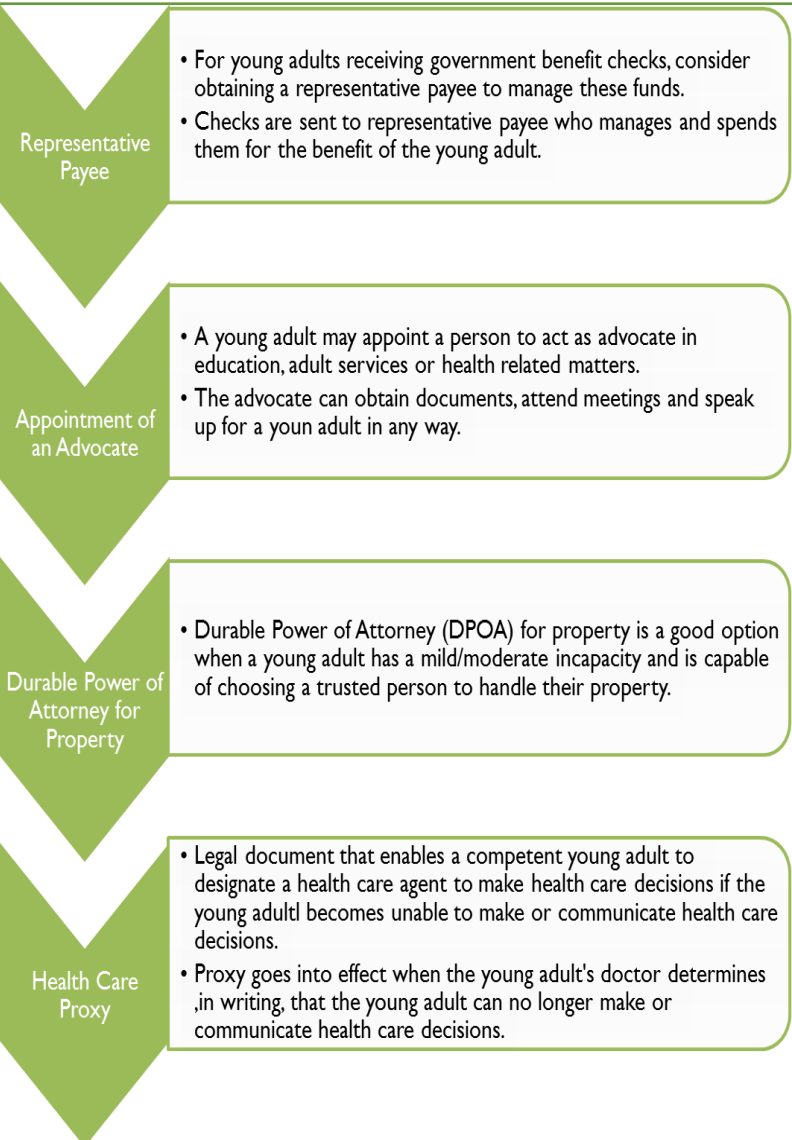 Representative
Payee
• For young adults receiving government benefit checks, consider
obtaining a representative payee to manage these funds.
• Checks are sent to representative payee who manages and spends
them for the benefit of the young adult.
Appointment of
an Advocate
• A young adult may appoint a person to act as advocate in
education, adult services or health related matters.
• The advocate can obtain documents, attend meetings and speak
up for a youn adult in any way.
Durable Power of
Attorney for
Property
• Durable Power of Attorney (DPOA) for property is a good option
when a young adult has a mild/moderate incapacity and is capable
of choosing a trusted person to handle their property.
Health Care
Proxy
• Legal document that enables a competent young adult to
designate a health care agent to make health care decisions if the
young adultl becomes unable to make or communicate health care
decisions.
• Proxy goes into effect when the young adult's doctor determines
,in writing, that the young adult can no longer make or
communicate health care decisions.